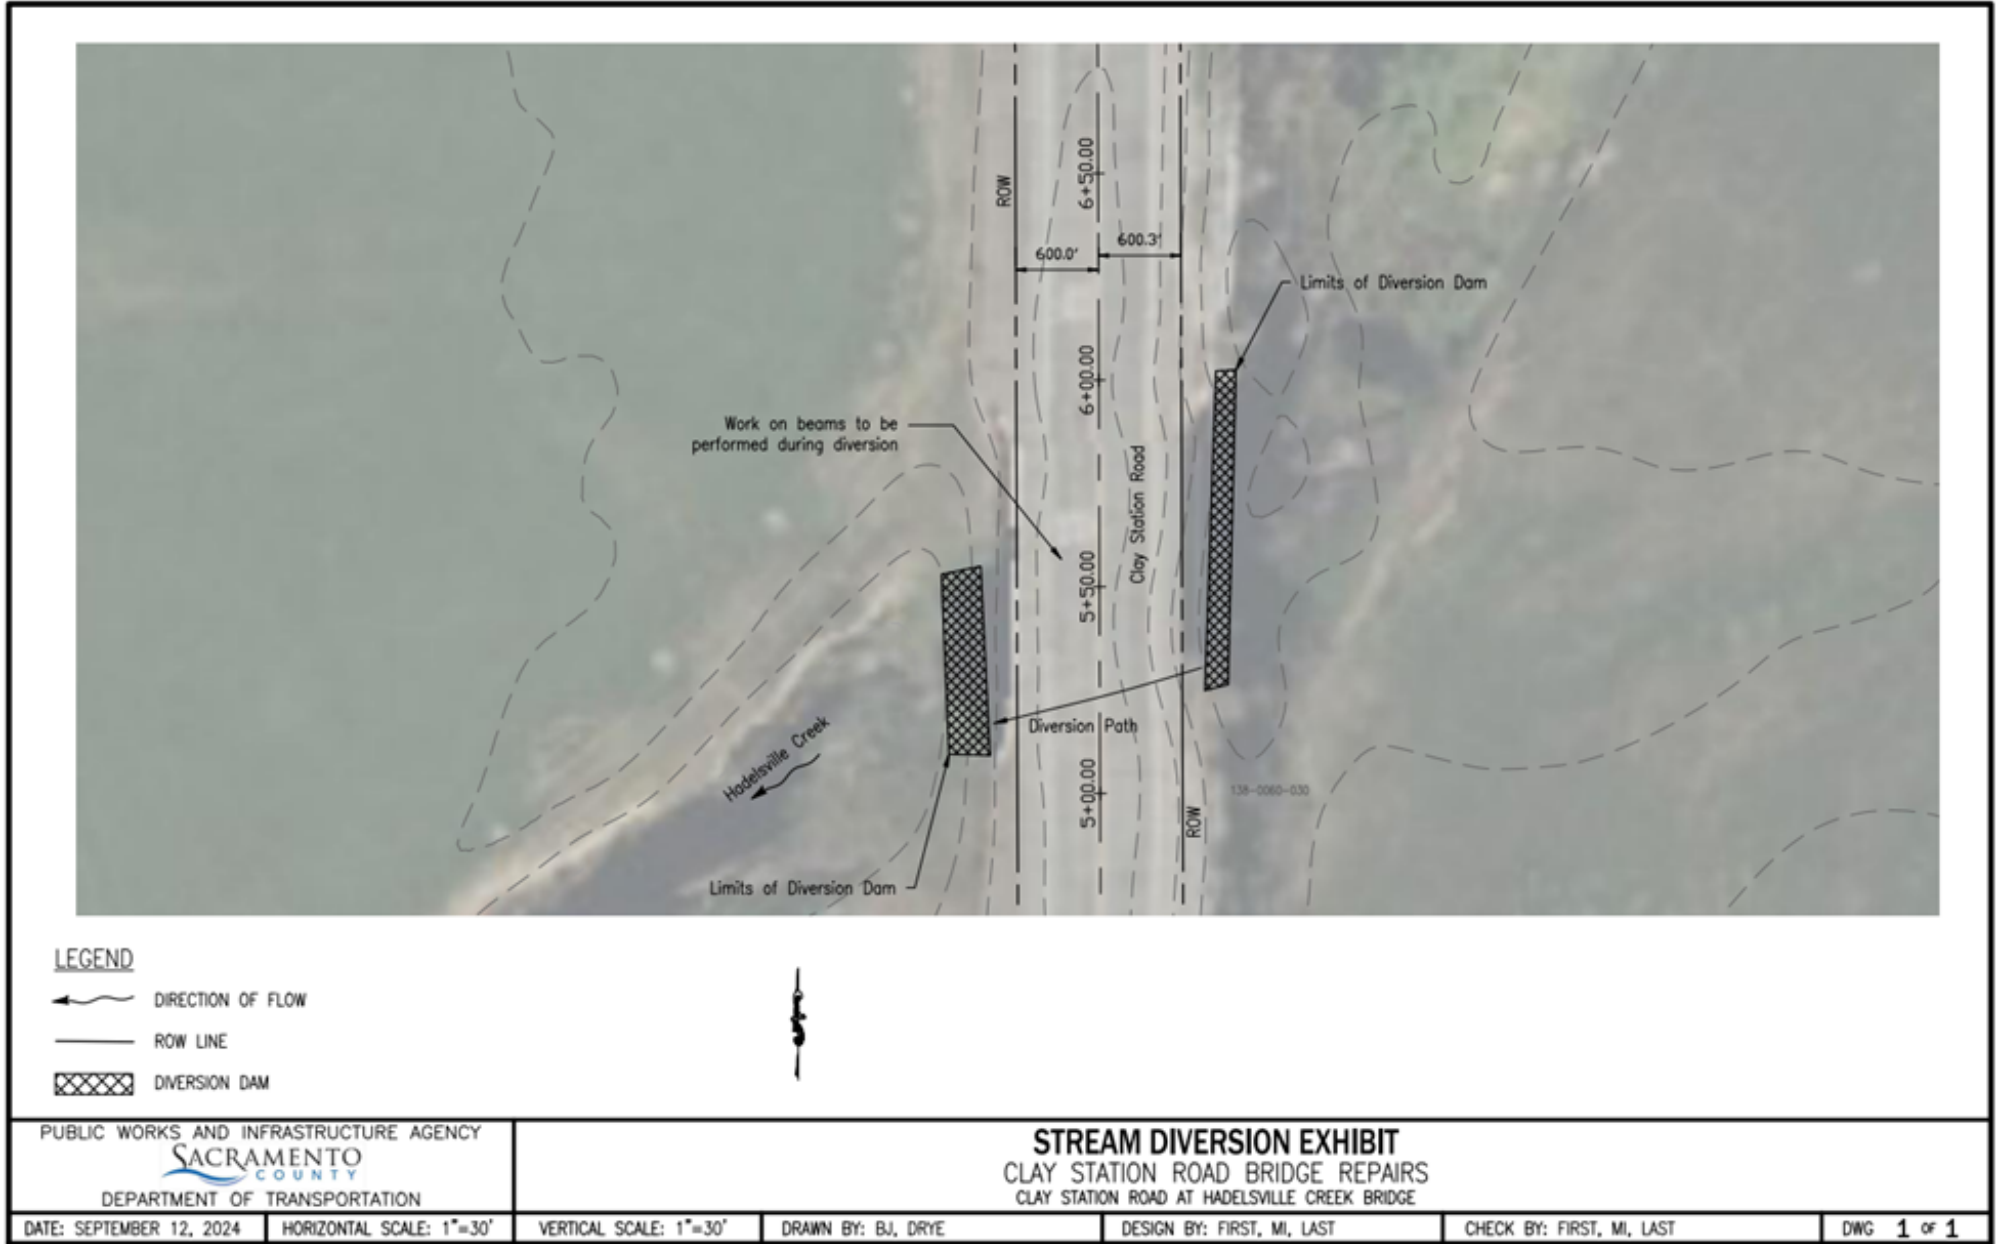 6+50.00
ROW
600.0'
600.3'
Limits of Diversion Dam
6+00.00
Work on beams to be
performed during diversion
Clay Station Road
5+50.00
Diversion Path
Hadelsville Creek
5+00.00
138-0060-030
ROW
Limits of Diversion Dam
LEGEND
DIRECTION OF FLOW
ROW LINE
DIVERSION DAM
PUBLIC WORKS AND INFRASTRUCTURE AGENCY
SACRAMENTO
COUNTY
DEPARTMENT OF TRANSPORTATION
STREAM DIVERSION EXHIBIT
CLAY STATION ROAD BRIDGE REPAIRS
CLAY STATION ROAD AT HADELSVILLE CREEK BRIDGE
DATE: SEPTEMBER 12, 2024
HORIZONTAL SCALE: 1"=30'
VERTICAL SCALE: 1"=30'
DRAWN BY: BJ, DRYE
DESIGN BY: FIRST, MI, LAST
CHECK BY: FIRST, MI, LAST
DWG 1 OF 1